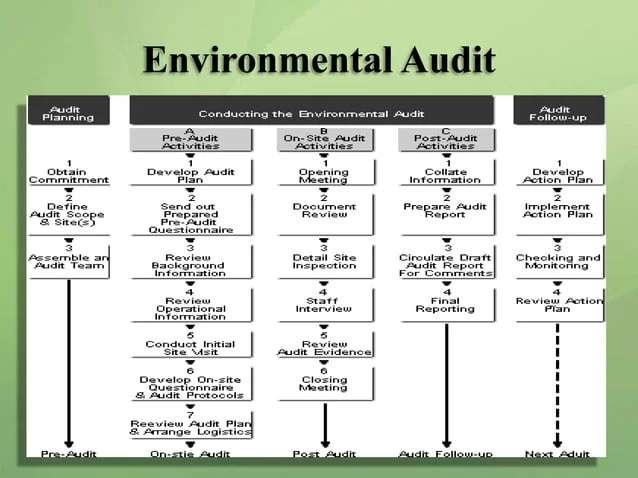 Environmental Audit
Audit
Planning
Conducting the Environmental Audit
Audit
Follow-up
A
Pre-Audit
Activities
B
On-Site Audit
Activities
C
Post-Audit
Activities
1
Obtain
Commitment
2
Define
Audit Scope
& Site(s)
3
Assemble an
Audit Team
Pre-Audit
1
Develop Audit
Plan
2
Send out
Prepared
Pre-Audit
Questionnaire
3
Review
Background
Information
4
Review
Operational
Information
5
Conduct Initial
Site Visit
6
Develop On-site
Questionnaire
& Audit Protocols
7
Reeview Audit Plan
& Arrange Logistics
On-stie Audit
1
Opening
Meeting
2
Document
Review
3
Detail Site
Inspection
4
Staff
Interview
5
Review
Audit Evidence
6
Closing
Meeting
Post Audit
1
Collate
Information
2
Prepare Audit
Report
3
Circulate Draft
Audit Report
For Comments
4
Final
Reporting
Audit Follow-up
1
Develop
Action Plan
2
Implement
Action Plan
3
Checking and
Monitoring
4
Review Action
Plan
Next Aduit